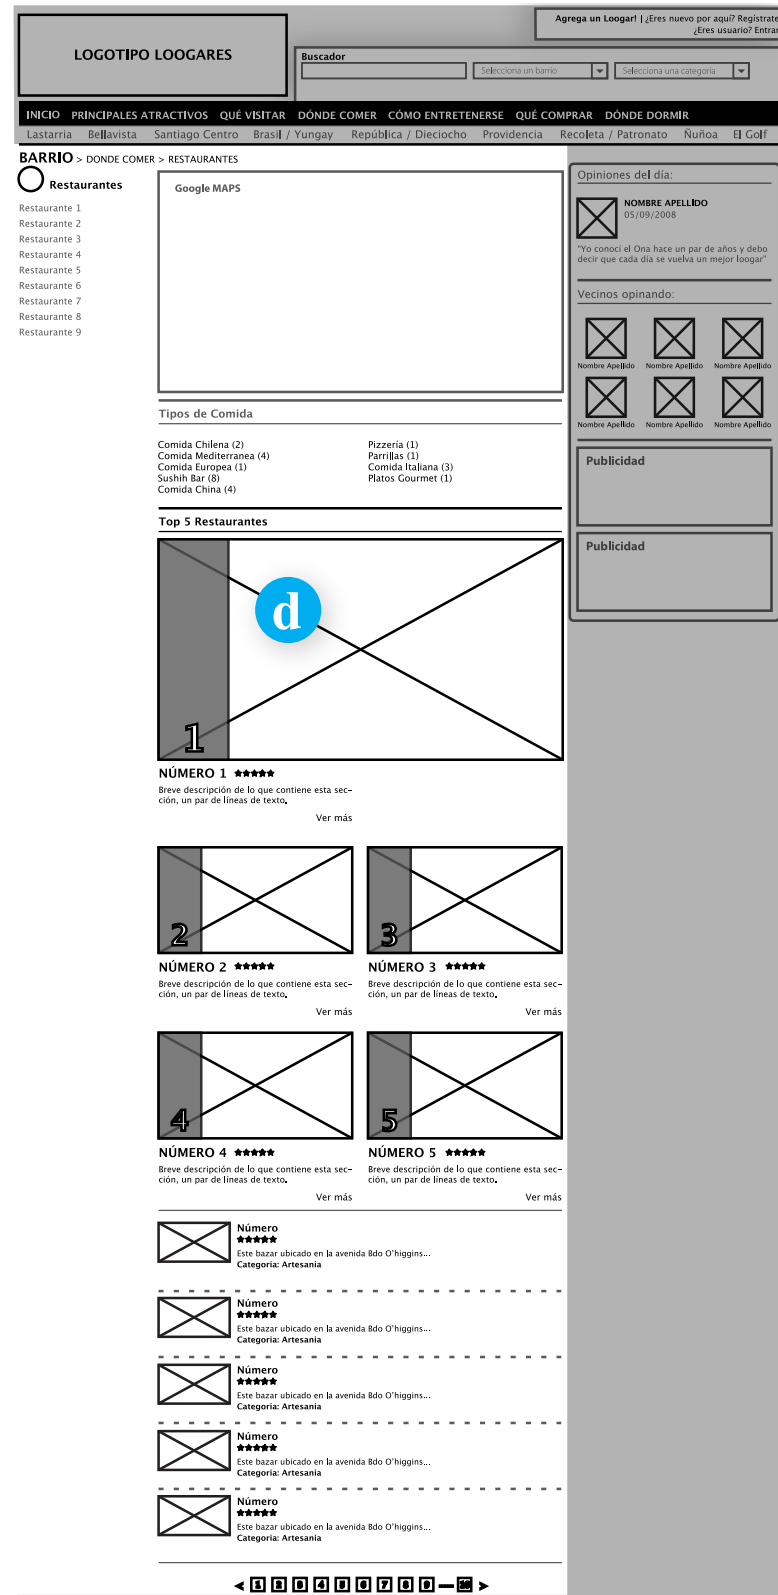 Agrega un Loogar! | ¿Eres nuevo por aquí? Regístrate
¿Eres usuario? Entrar
LOGOTIPO LOOGARES
Buscador
Selecciona un barrio
Selecciona una categoría
INICIO PRINCIPALES ATRACTIVOS QUÉ VISITAR DÓNDE COMER CÓMO ENTRETENERSE QUÉ COMPRAR DÓNDE DORMIR
Lastarria Bellavista Santiago Centro Brasil / Yungay República / Dieciocho Providencia Recoleta / Patronato Ñuñoa El Golf
BARRIO > DONDE COMER > RESTAURANTES
Restaurantes
Restaurante 1
Restaurante 2
Restaurante 3
Restaurante 4
Restaurante 5
Restaurante 6
Restaurante 7
Restaurante 8
Restaurante 9
Google MAPS
Tipos de Comida
Comida Chilena (2)
Comida Mediterranea (4)
Comida Europea (1)
Sushih Bar (8)
Comida China (4)
Pizzería (1)
Parrillas (1)
Comida Italiana (3)
Platos Gourmet (1)
Top 5 Restaurantes
d
1
NÚMERO 1
Breve descripción de lo que contiene esta sec-
ción, un par de líneas de texto.
Ver más
2
NÚMERO 2
Breve descripción de lo que contiene esta sec-
ción, un par de líneas de texto.
Ver más
3
NÚMERO 3
Breve descripción de lo que contiene esta sec-
ción, un par de líneas de texto.
Ver más
4
NÚMERO 4
Breve descripción de lo que contiene esta sec-
ción, un par de líneas de texto.
Ver más
5
NÚMERO 5
Breve descripción de lo que contiene esta sec-
ción, un par de líneas de texto.
Ver más
Número
Este bazar ubicado en la avenida Bdo O'higgins...
Categoria: Artesania
Número
Este bazar ubicado en la avenida Bdo O'higgins...
Categoria: Artesania
Número
Este bazar ubicado en la avenida Bdo O'higgins...
Categoria: Artesania
Número
Este bazar ubicado en la avenida Bdo O'higgins...
Categoria: Artesania
Número
Este bazar ubicado en la avenida Bdo O'higgins...
Categoria: Artesania
< 1 2 3 4 5 6 7 8 9 — 10 >
Opiniones del día:
NOMBRE APELLIDO
05/09/2008
"Yo conocí el Ona hace un par de años y debo
decir que cada día se vuelva un mejor loogar"
Vecinos opinando:
Nombre Apellido Nombre Apellido Nombre Apellido
Nombre Apellido Nombre Apellido Nombre Apellido
Publicidad
Publicidad